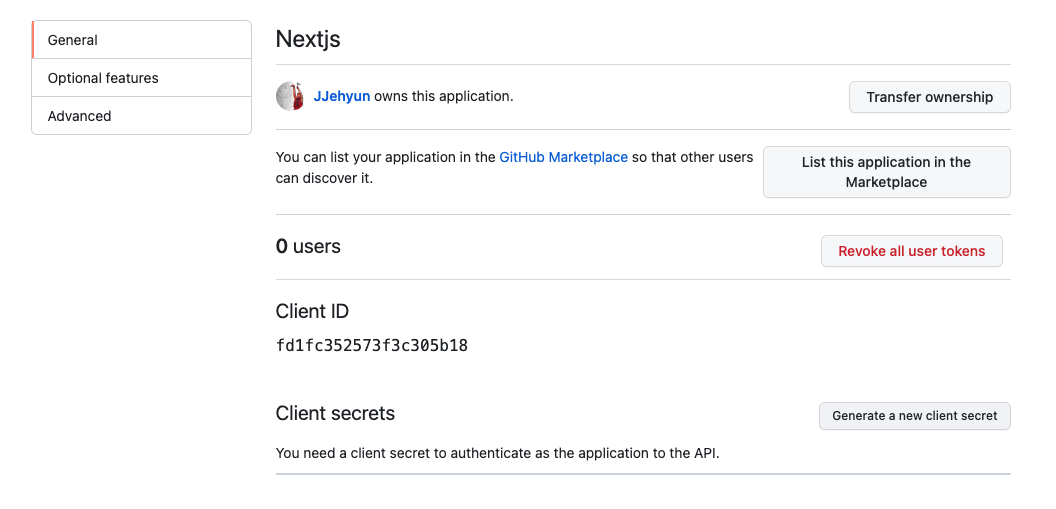 General
Optional features
Advanced
Nextjs
JJehyun owns this application.
Transfer ownership
You can list your application in the GitHub Marketplace so that other users
can discover it.
List this application in the
Marketplace
0 users
Revoke all user tokens
Client ID
fd1fc352573f3c305b18
Client secrets
Generate a new client secret
You need a client secret to authenticate as the application to the API.